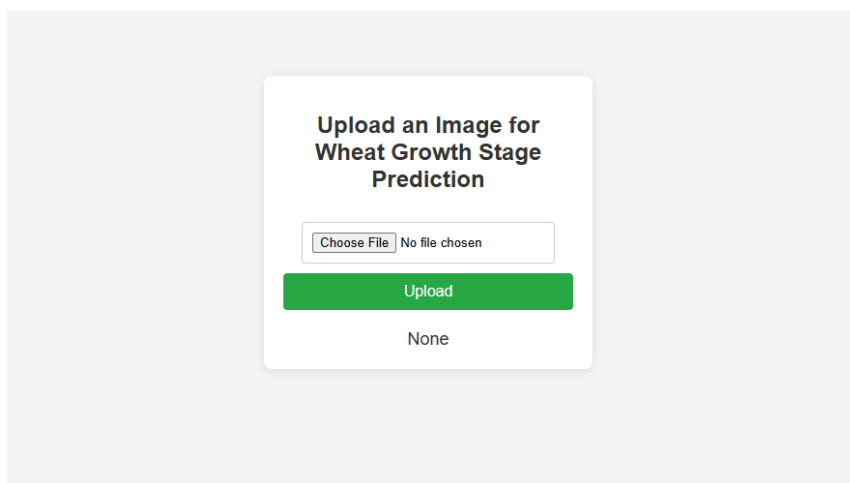 Upload an Image for
Wheat Growth Stage
Prediction
Choose File No file chosen
Upload
None